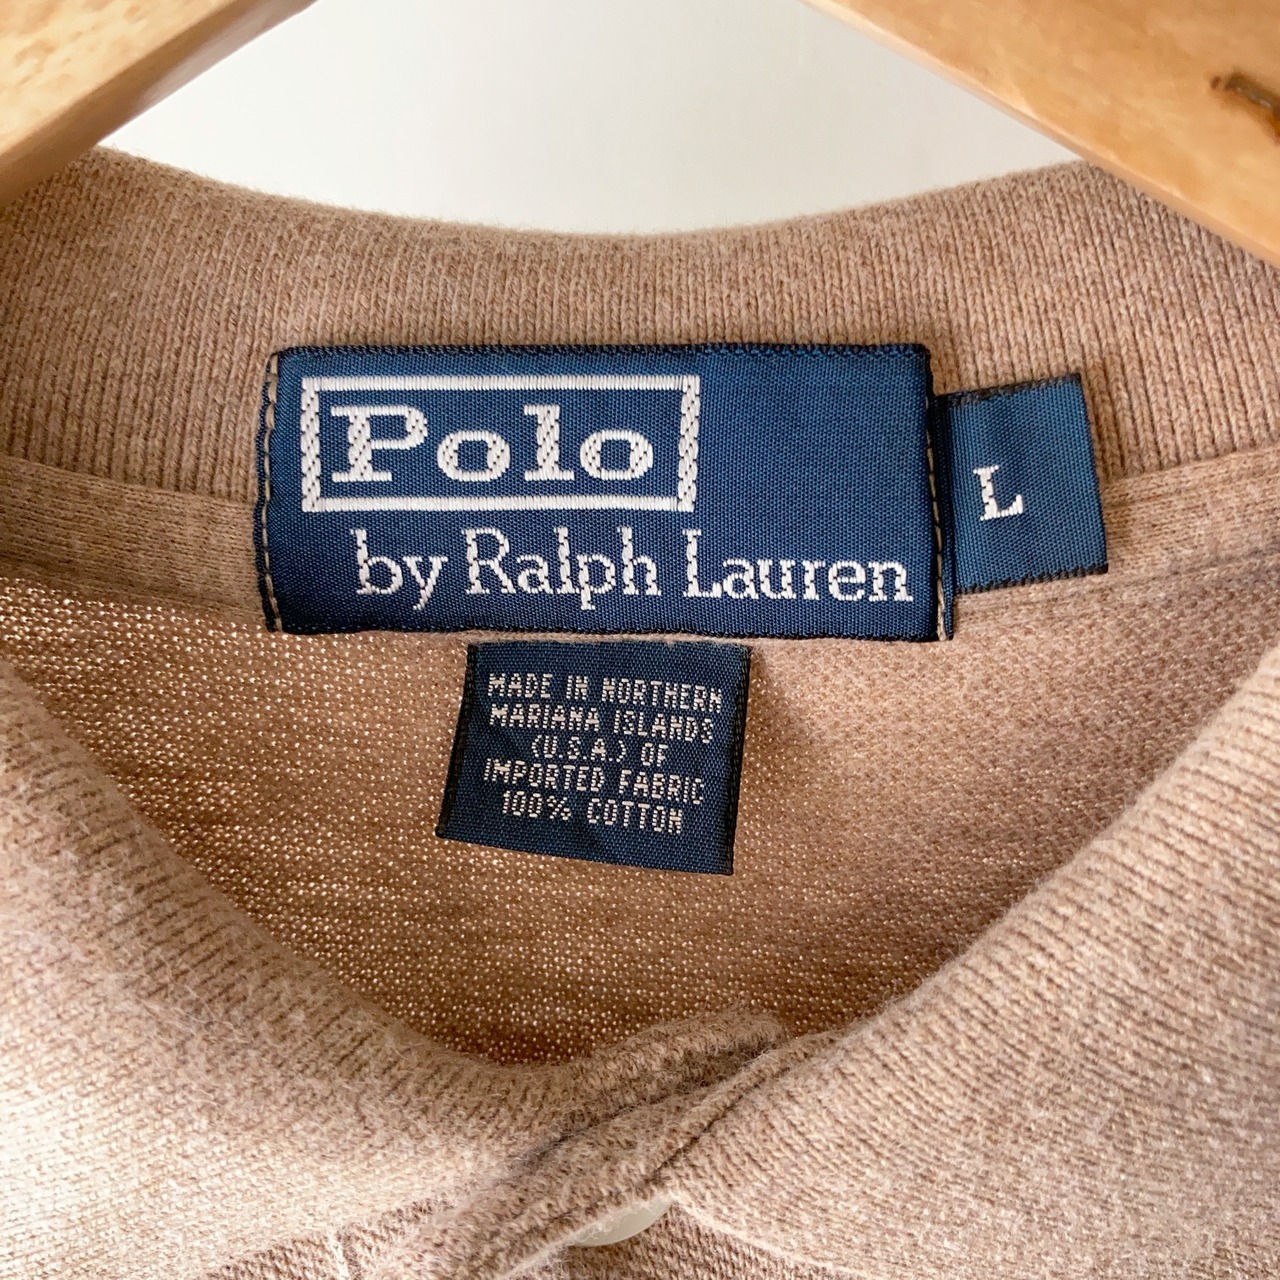 Polo
by Ralph Lauren
L
MADE IN NORTHERN
MARIANA ISLANDS
(U.S.A.) OF
IMPORTED FABRIC
100% COTTON